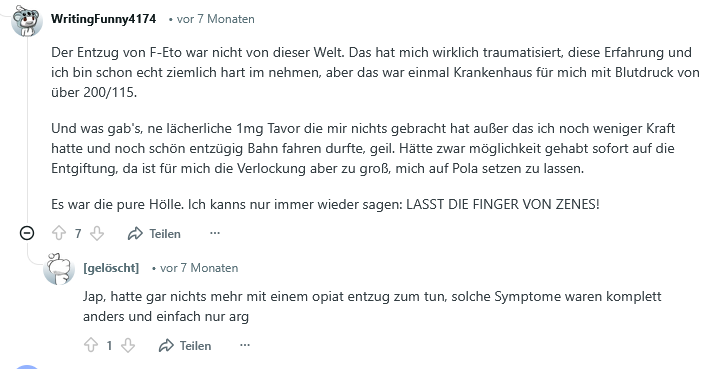 WritingFunny4174 • vor 7 Monaten
Der Entzug von F-Eto war nicht von dieser Welt. Das hat mich wirklich traumatisiert, diese Erfahrung und
ich bin schon echt ziemlich hart im nehmen, aber das war einmal Krankenhaus für mich mit Blutdruck von
über 200/115.
Und was gab's, ne lächerliche 1mg Tavor die mir nichts gebracht hat außer das ich noch weniger Kraft
hatte und noch schön entzügig Bahn fahren durfte, geil. Hätte zwar möglichkeit gehabt sofort auf die
Entgiftung, da ist für mich die Verlockung aber zu groß, mich auf Pola setzen zu lassen.
Es war die pure Hölle. Ich kanns nur immer wieder sagen: LASST DIE FINGER VON ZENES!
7 Teilen ...
[gelöscht] • vor 7 Monaten
Jap, hatte gar nichts mehr mit einem opiat entzug zum tun, solche Symptome waren komplett
anders und einfach nur arg
1 Teilen ...